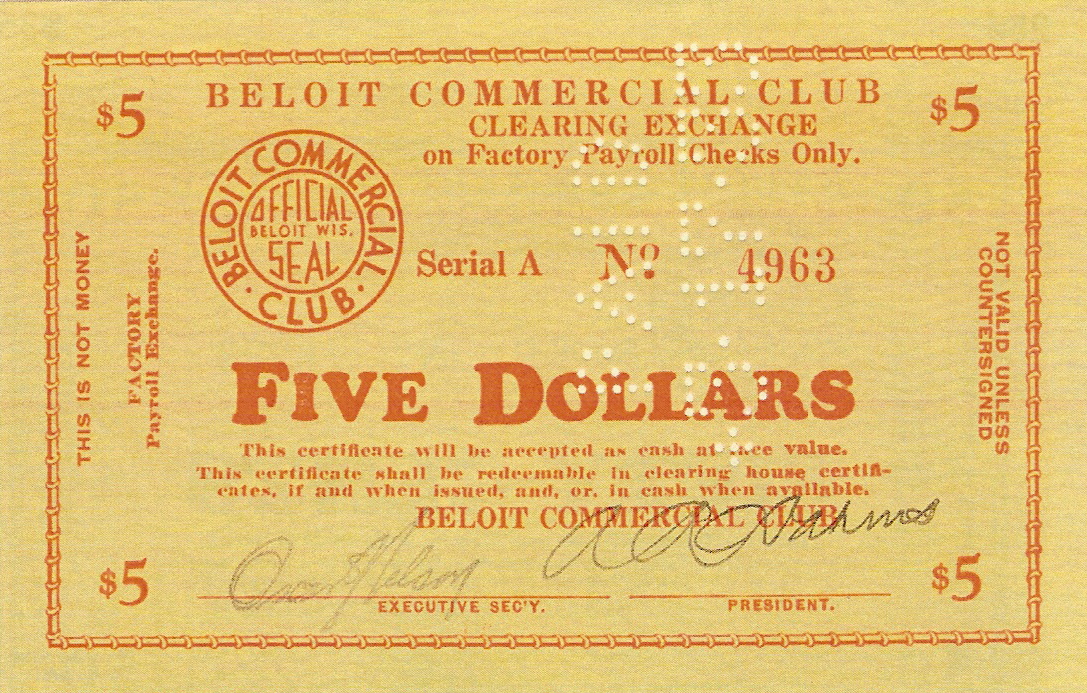 $5
BELOIT COMMERCIAL CLUB
$5
CLEARING EXCHANGE
on Factory Payroll Checks Only.
BELOIT COMMERCIAL CLUB
OFFICIAL
BELOIT WIS.
SEAL
Serial A Nº 4963
THIS IS NOT MONEY
FACTORY
Payroll Exchange.
NOT VALID UNLESS
COUNTERSIGNED
FIVE DOLLARS
This certificate will be accepted as cash at face value.
This certificate shall be redeemable in clearing house certifi-
cates, if and when issued, and, or, in cash when available.
BELOIT COMMERCIAL CLUB
Nelson
$5
EXECUTIVE SEC'Y.
PRESIDENT.
$5